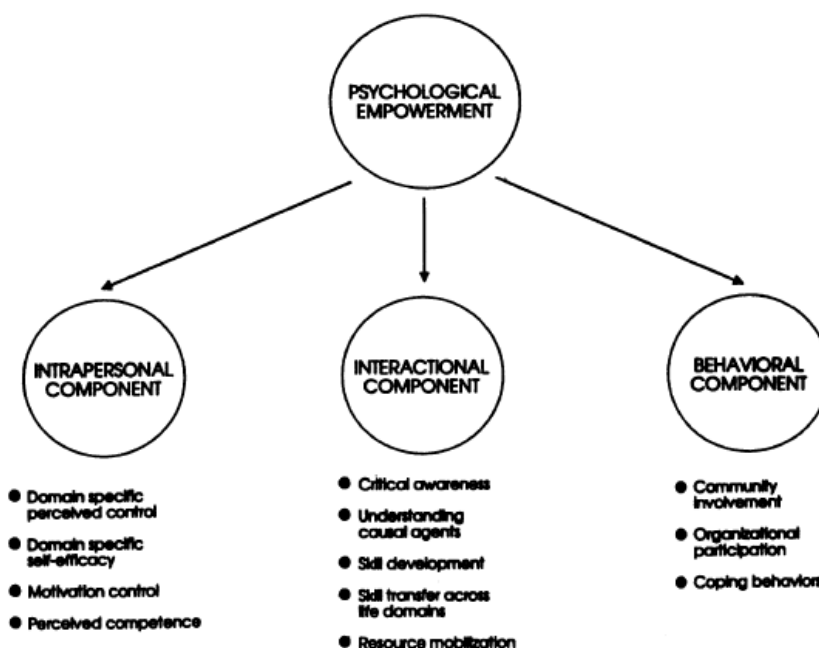 PSYCHOLOGICAL
EMPOWERMENT
INTRAPERSONAL
COMPONENT
● Domain specific
perceived control
● Domain specific
self-efficacy
● Motivation control
● Perceived competence
INTERACTIONAL
COMPONENT
● Critical awareness
● Understanding
causal agents
● Skill development
● Skill transfer across
life domains
● Resource mobilization
BEHAVIORAL
COMPONENT
● Community
involvement
● Organizational
participation
● Coping behaviors